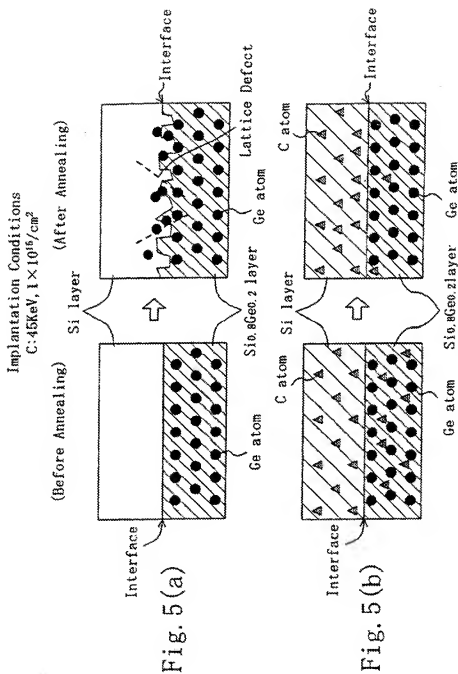 Implantation Conditions
C:45KeV, 1×10¹⁵/cm²
(Before Annealing)
(After Annealing)
Si layer
Interface
Interface
Lattice Defect
Ge atom
Ge atom
Si0.8Ge0.2 layer
Fig. 5(a)
C atom
Si layer
C atom
Interface
Interface
Ge atom
Ge atom
Si0.8Ge0.2layer
Fig. 5(b)